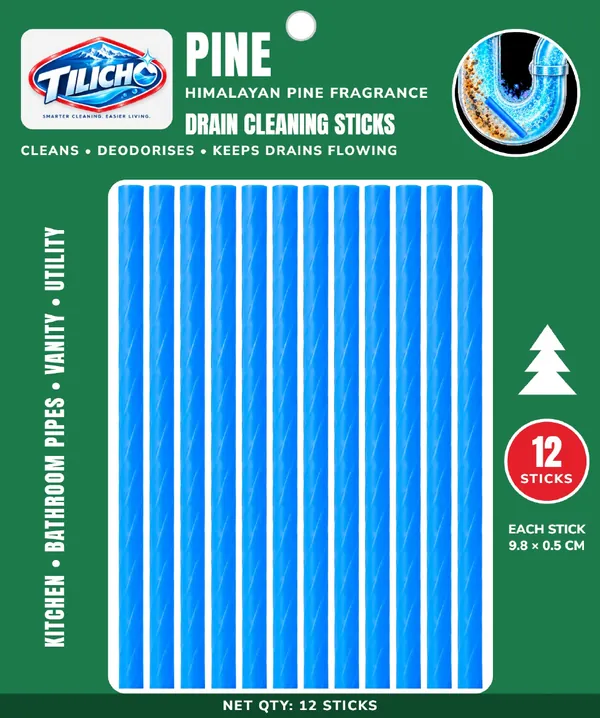 TILICHO
SMARTER CLEANING. EASIER LIVING.
PINE
HIMALAYAN PINE FRAGRANCE
DRAIN CLEANING STICKS
CLEANS • DEODORISES • KEEPS DRAINS FLOWING
KITCHEN • BATHROOM PIPES • VANITY • UTILITY
12
STICKS
EACH STICK
9.8 × 0.5 CM
NET QTY: 12 STICKS